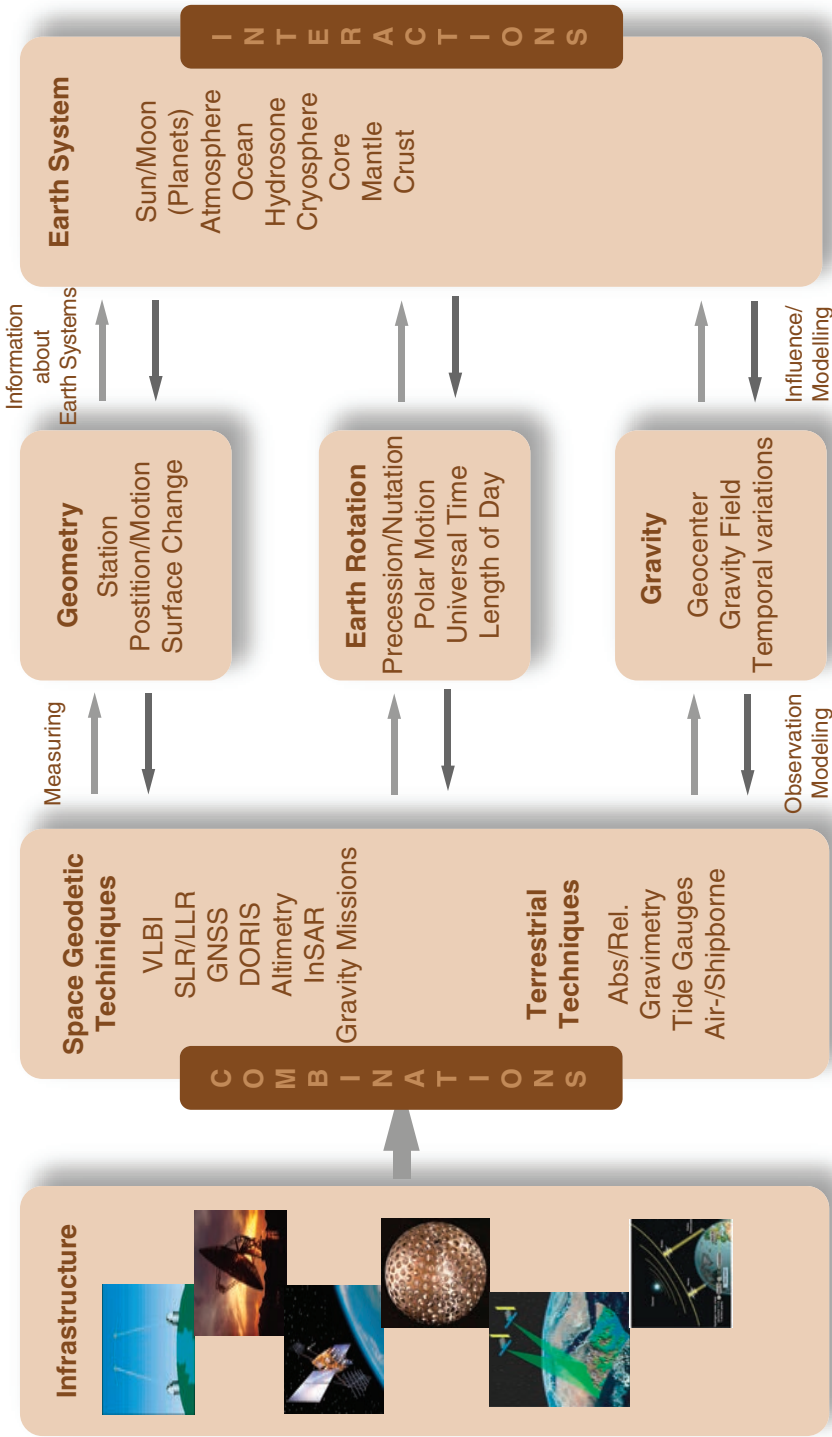 Infrastructure
COMBINATIONS
Space Geodetic
Techiniques
VLBI
SLR/LLR
GNSS
DORIS
Altimetry
InSAR
Gravity Missions
Terrestrial
Techniques
Abs/Rel.
Gravimetry
Tide Gauges
Air-/Shipborne
Measuring
Observation
Modeling
Geometry
Station
Postition/Motion
Surface Change
Earth Rotation
Precession/Nutation
Polar Motion
Universal Time
Length of Day
Gravity
Geocenter
Gravity Field
Temporal variations
Information
about
Earth Systems
Influence/
Modelling
Earth System
Sun/Moon
(Planets)
Atmosphere
Ocean
Hydrosone
Cryosphere
Core
Mantle
Crust
INTERACTIONS